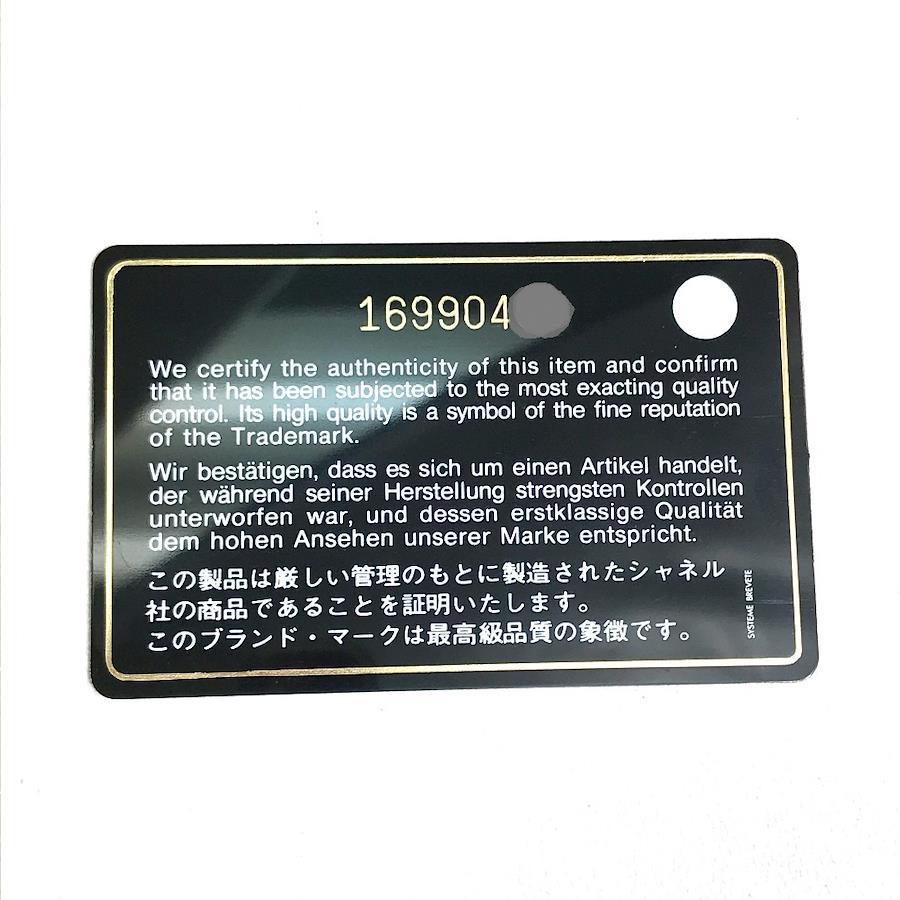 169904
We certify the authenticity of this item and confirm
that it has been subjected to the most exacting quality
control. Its high quality is a symbol of the fine reputation
of the Trademark.
Wir bestätigen, dass es sich um einen Artikel handelt,
der während seiner Herstellung strengsten Kontrollen
unterworfen war, und dessen erstklassige Qualität
dem hohen Ansehen unserer Marke entspricht.
この製品は厳しい管理のもとに製造されたシャネル
社の商品であることを証明いたします。
このブランド・マークは最高級品質の象徴です。
SYSTEME BREVETE